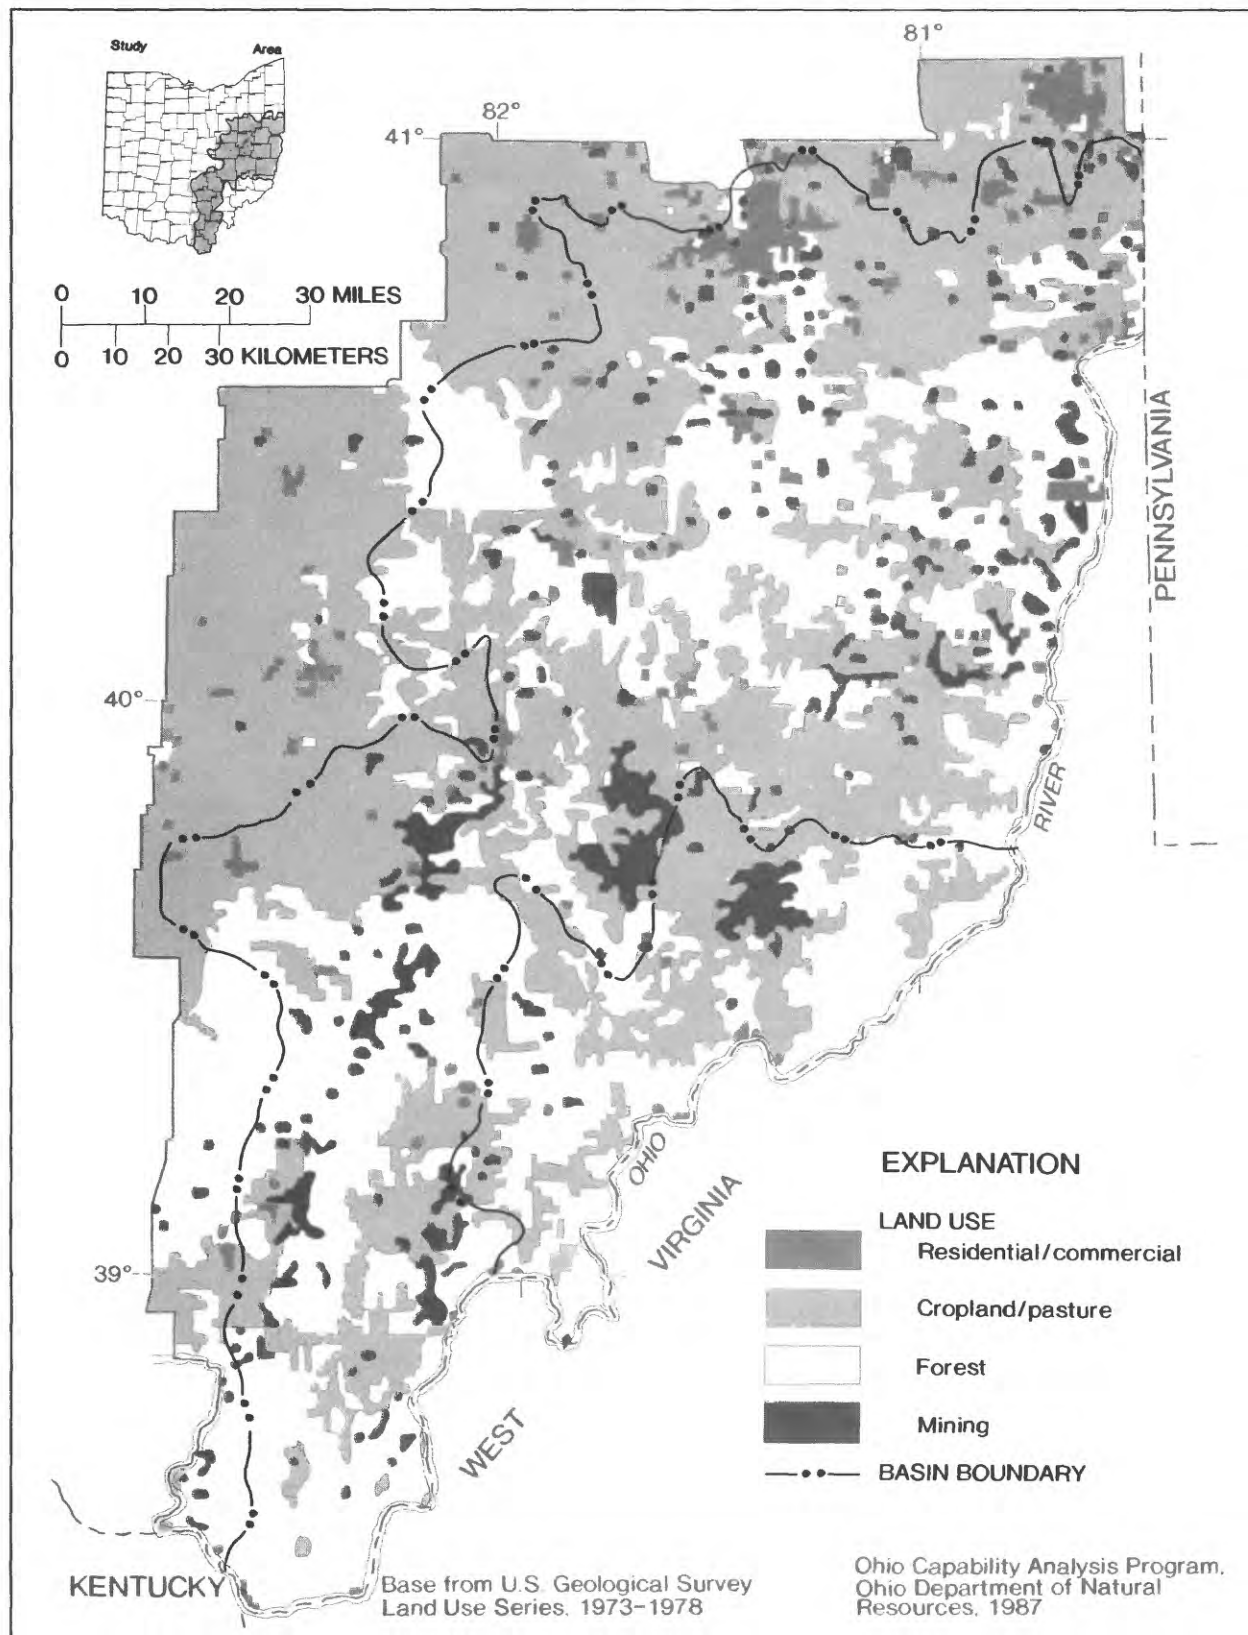 Study Area
81°
82°
41°
0 10 20 30 MILES
0 10 20 30 KILOMETERS
PENNSYLVANIA
40°
RIVER
OHIO
EXPLANATION
LAND USE
Residential/commercial
VIRGINIA
39°
Cropland/pasture
Forest
Mining
WEST
BASIN BOUNDARY
KENTUCKY
Base from U.S. Geological Survey
Land Use Series, 1973-1978
Ohio Capability Analysis Program,
Ohio Department of Natural
Resources, 1987